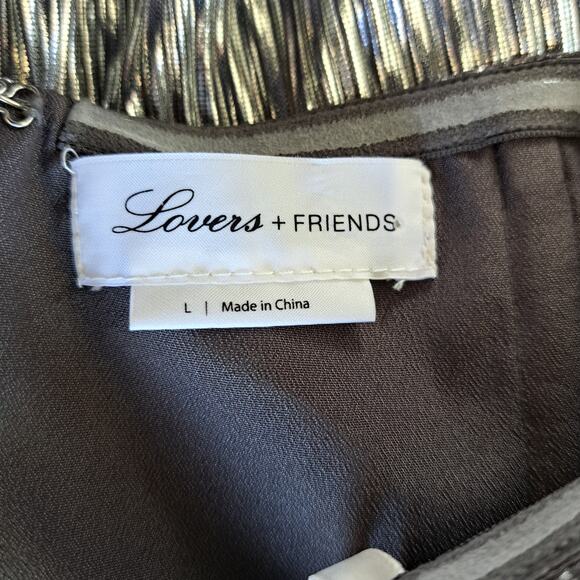 Lovers + FRIENDS
L | Made in China